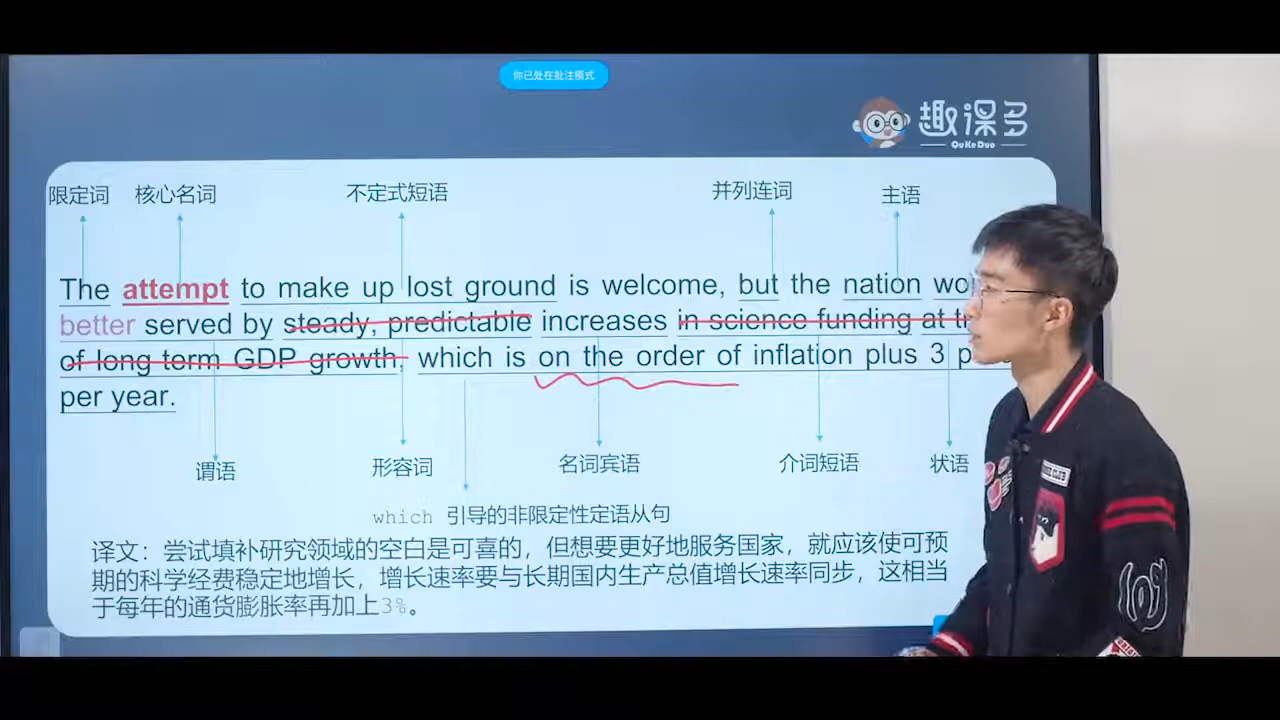 你已处在批注模式
趣课多
QuKeDuo
限定词 核心名词 不定式短语 并列连词 主语
The attempt to make up lost ground is welcome, but the nation
better served by steady, predictable increases in science funding at
of long term GDP growth, which is on the order of inflation plus 3
per year.
谓语 形容词 名词宾语 介词短语 状语
which 引导的非限定性定语从句
译文：尝试填补研究领域的空白是可喜的，但想要更好地服务国家，就应该使可预
期的科学经费稳定地增长，增长速率要与长期国内生产总值增长速率同步，这相当
于每年的通货膨胀率再加上3%。